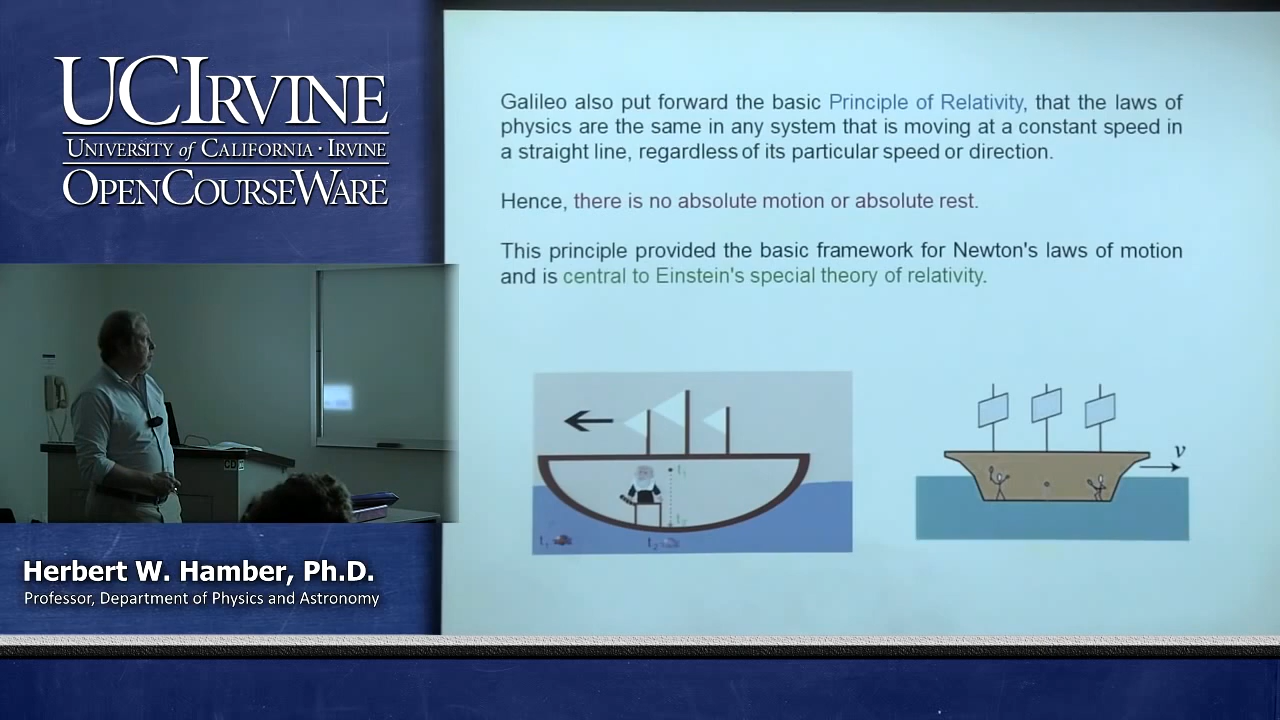 UCIRVINE
UNIVERSITY of CALIFORNIA · IRVINE
OPENCOURSEWARE
Galileo also put forward the basic Principle of Relativity, that the laws of
physics are the same in any system that is moving at a constant speed in
a straight line, regardless of its particular speed or direction.
Hence, there is no absolute motion or absolute rest.
This principle provided the basic framework for Newton's laws of motion
and is central to Einstein's special theory of relativity.
t₁
t₂
t₁
t₂
v
Herbert W. Hamber, Ph.D.
Professor, Department of Physics and Astronomy